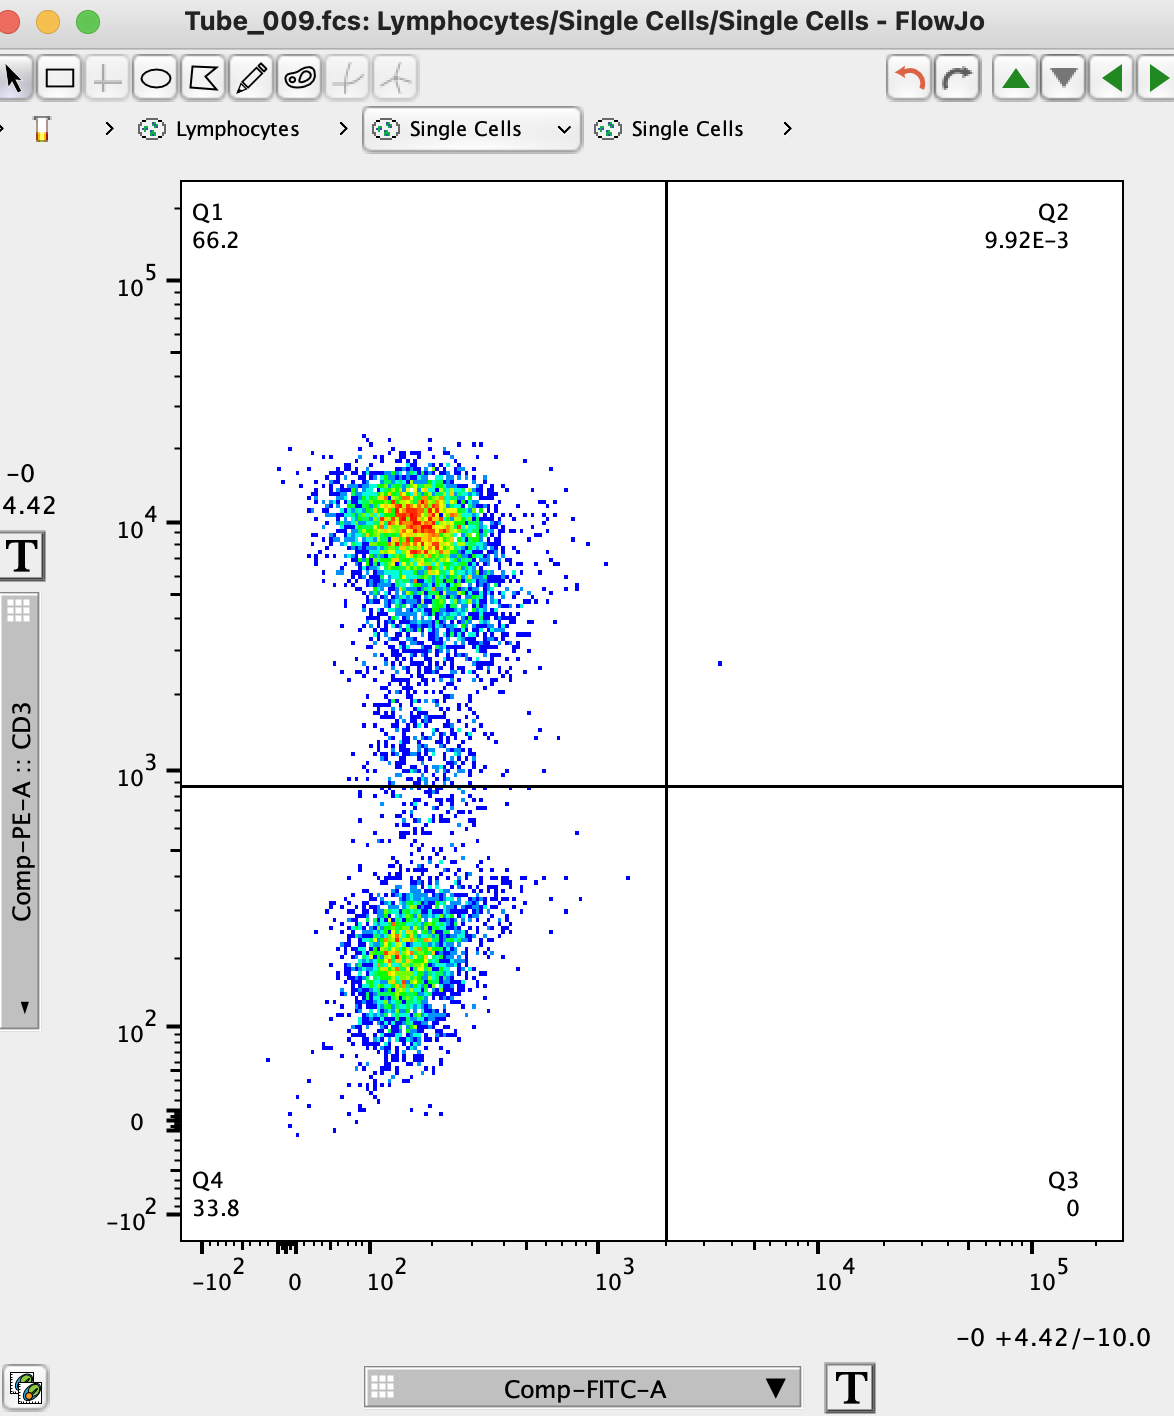 Tube_009.fcs: Lymphocytes/Single Cells/Single Cells - FlowJo
Lymphocytes
Single Cells
Single Cells
Q1
66.2
Q2
9.92E-3
10^5
10^4
10^3
10^2
0
-10^2
-0
4.42
T
Comp-PE-A :: CD3
Q4
33.8
Q3
0
-10^2
0
10^2
10^3
10^4
10^5
-0 +4.42/-10.0
Comp-FITC-A
T